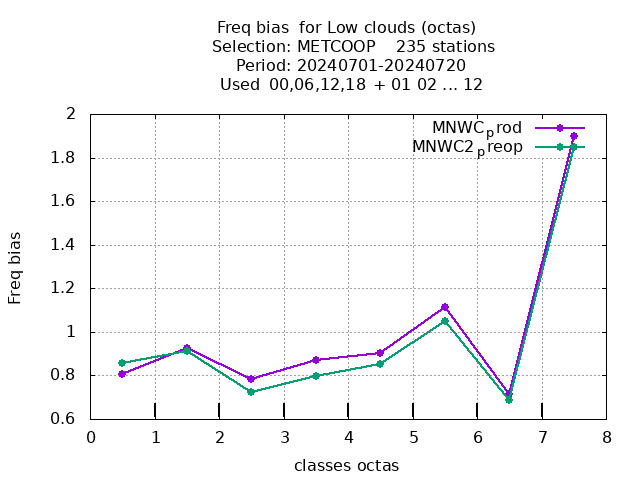 Freq bias  for Low clouds (octas)
Selection: METCOOP    235 stations
Period: 20240701-20240720
Used  00,06,12,18  + 01 02 ... 12
MNWCprod
MNWC2preop
2
1.8
1.6
1.4
1.2
1
0.8
0.6
Freq bias
0 1 2 3 4 5 6 7 8
classes octas